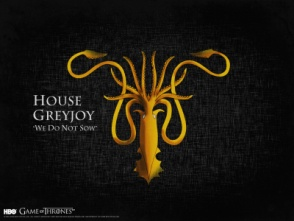 HOUSE
GREYJOY
"WE DO NOT SOW"
HBO GAME OF THRONES